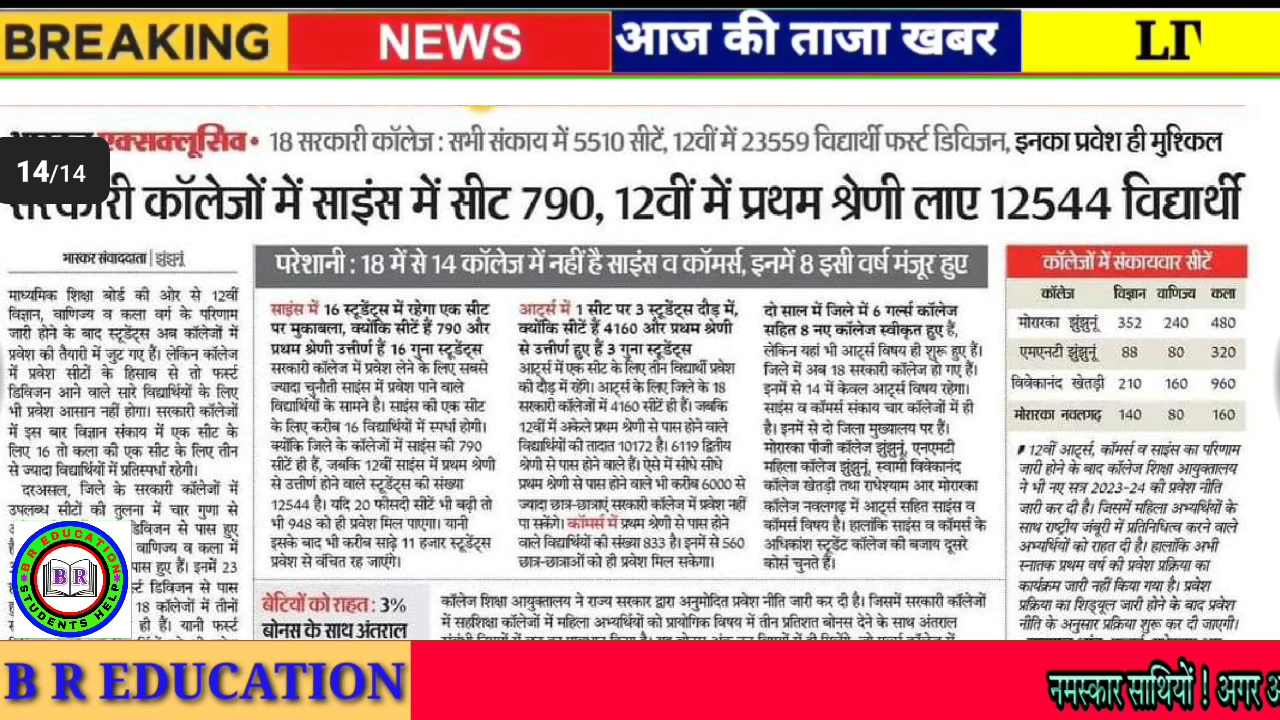 BREAKING NEWS आज की ताजा खबर
एक्सक्लूसिव • 18 सरकारी कॉलेज : सभी संकाय में 5510 सीटें, 12वीं में 23559 विद्यार्थी फर्स्ट डिविजन, इनका प्रवेश ही मुश्किल
14/14
सरकारी कॉलेजों में साइंस में सीट 790, 12वीं में प्रथम श्रेणी लाए 12544 विद्यार्थी
भास्कर संवाददाता | झुंझुनूं
माध्यमिक शिक्षा बोर्ड की ओर से 12वीं
विज्ञान, वाणिज्य व कला वर्ग के परिणाम
जारी होने के बाद स्टूडेंट्स अब कॉलेजों में
प्रवेश की तैयारी में जुट गए हैं। लेकिन कॉलेज
में प्रवेश सीटों के हिसाब से तो फर्स्ट
डिविजन आने वाले सारे विद्यार्थियों के लिए
भी प्रवेश आसान नहीं होगा। सरकारी कॉलेजों
में इस बार विज्ञान संकाय में एक सीट के
लिए 16 तो कला की एक सीट के लिए तीन
से ज्यादा विद्यार्थियों में प्रतिस्पर्धा रहेगी।
दरअसल, जिले के सरकारी कॉलेजों में
उपलब्ध सीटों की तुलना में चार गुणा से
डिविजन से पास हुए
वाणिज्य व कला में
पास हुए हैं। इनमें 23
डिविजन से पास
18 कॉलेजों में तीनों
ही हैं। यानी फर्स्ट
परेशानी : 18 में से 14 कॉलेज में नहीं है साइंस व कॉमर्स, इनमें 8 इसी वर्ष मंजूर हुए
साइंस में 16 स्टूडेंट्स में रहेगा एक सीट
पर मुकाबला, क्योंकि सीटें हैं 790 और
प्रथम श्रेणी उत्तीर्ण हैं 16 गुना स्टूडेंट्स
सरकारी कॉलेज में प्रवेश लेने के लिए सबसे
ज्यादा चुनौती साइंस में प्रवेश पाने वाले
विद्यार्थियों के सामने है। साइंस की एक सीट
के लिए करीब 16 विद्यार्थियों में स्पर्धा होगी।
क्योंकि जिले के कॉलेजों में साइंस की 790
सीटें ही हैं, जबकि 12वीं साइंस में प्रथम श्रेणी
से उत्तीर्ण होने वाले स्टूडेंट्स की संख्या
12544 है। यदि 20 फीसदी सीटें भी बढ़ी तो
भी 948 को ही प्रवेश मिल पाएगा। यानी
इसके बाद भी करीब साढ़े 11 हजार स्टूडेंट्स
प्रवेश से वंचित रह जाएंगे।
आर्ट्स में 1 सीट पर 3 स्टूडेंट्स दौड़ में,
क्योंकि सीटें हैं 4160 और प्रथम श्रेणी
से उत्तीर्ण हुए हैं 3 गुना स्टूडेंट्स
आर्ट्स में एक सीट के लिए तीन विद्यार्थी प्रवेश
की दौड़ में रहेंगे। आर्ट्स के लिए जिले के 18
सरकारी कॉलेजों में 4160 सीटें ही हैं। जबकि
12वीं में अकेले प्रथम श्रेणी से पास होने वाले
विद्यार्थियों की तादात 10172 है। 6119 द्वितीय
श्रेणी से पास होने वाले हैं। ऐसे में सीधे सीधे
प्रथम श्रेणी से पास होने वाले भी करीब 6000 से
ज्यादा छात्र-छात्राएं सरकारी कॉलेज में प्रवेश नहीं
पा सकेंगे। कॉमर्स में प्रथम श्रेणी से पास होने
वाले विद्यार्थियों की संख्या 833 है। इनमें से 560
छात्र-छात्राओं को ही प्रवेश मिल सकेगा।
दो साल में जिले में 6 गर्ल्स कॉलेज
सहित 8 नए कॉलेज स्वीकृत हुए हैं,
लेकिन यहां भी आर्ट्स विषय ही शुरू हुए हैं।
जिले में अब 18 सरकारी कॉलेज हो गए हैं।
इनमें से 14 में केवल आर्ट्स विषय रहेगा।
साइंस व कॉमर्स संकाय चार कॉलेजों में ही
है। इनमें से दो जिला मुख्यालय पर हैं।
मोरारका पीजी कॉलेज झुंझुनूं, एनएमटी
महिला कॉलेज झुंझुनूं, स्वामी विवेकानंद
कॉलेज खेतड़ी तथा राधेश्याम आर मोरारका
कॉलेज नवलगढ़ में आर्ट्स सहित साइंस व
कॉमर्स विषय है। हालांकि साइंस व कॉमर्स के
अधिकांश स्टूडेंट कॉलेज की बजाय दूसरे
कोर्स चुनते हैं।
कॉलेजों में संकायवार सीटें
कॉलेज विज्ञान वाणिज्य कला
मोरारका झुंझुनूं 352 240 480
एमएनटी झुंझुनूं 88 80 320
विवेकानंद खेतड़ी 210 160 960
मोरारका नवलगढ़ 140 80 160
12वीं आर्ट्स, कॉमर्स व साइंस का परिणाम
जारी होने के बाद कॉलेज शिक्षा आयुक्तालय
ने भी नए सत्र 2023-24 की प्रवेश नीति
जारी कर दी है। जिसमें महिला अभ्यर्थियों के
साथ राष्ट्रीय जंबूरी में प्रतिनिधित्व करने वाले
अभ्यर्थियों को राहत दी है। हालांकि अभी
स्नातक प्रथम वर्ष की प्रवेश प्रक्रिया का
कार्यक्रम जारी नहीं किया गया है। प्रवेश
प्रक्रिया का शिड्यूल जारी होने के बाद प्रवेश
नीति के अनुसार प्रक्रिया शुरू कर दी जाएगी।
बेटियों को राहत : 3%
बोनस के साथ अंतराल
कॉलेज शिक्षा आयुक्तालय ने राज्य सरकार द्वारा अनुमोदित प्रवेश नीति जारी कर दी है। जिसमें सरकारी कॉलेजों
में सहशिक्षा कॉलेजों में महिला अभ्यर्थियों को प्रायोगिक विषय में तीन प्रतिशत बोनस देने के साथ अंतराल
B R EDUCATION
BR
STUDENTS HELP
B R EDUCATION
नमस्कार साथियों ! अगर